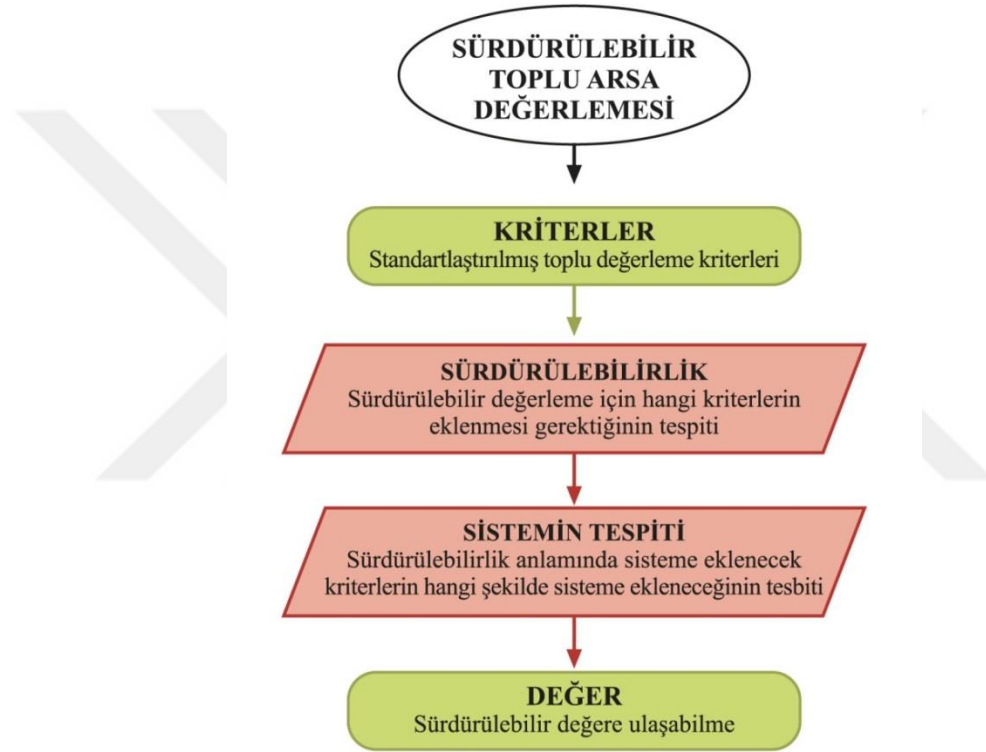 SÜRDÜRÜLEBİLİR
TOPLU ARSA
DEĞERLEMESİ
KRİTERLER
Standartlaştırılmış toplu değerleme kriterleri
SÜRDÜRÜLEBİLİRLİK
Sürdürülebilir değerleme için hangi kriterlerin
eklenmesi gerektiğinin tespiti
SİSTEMİN TESPİTİ
Sürdürülebilirlik anlamında sisteme eklenecek
kriterlerin hangi şekilde sisteme ekleneceğinin tesbiti
DEĞER
Sürdürülebilir değere ulaşabilme